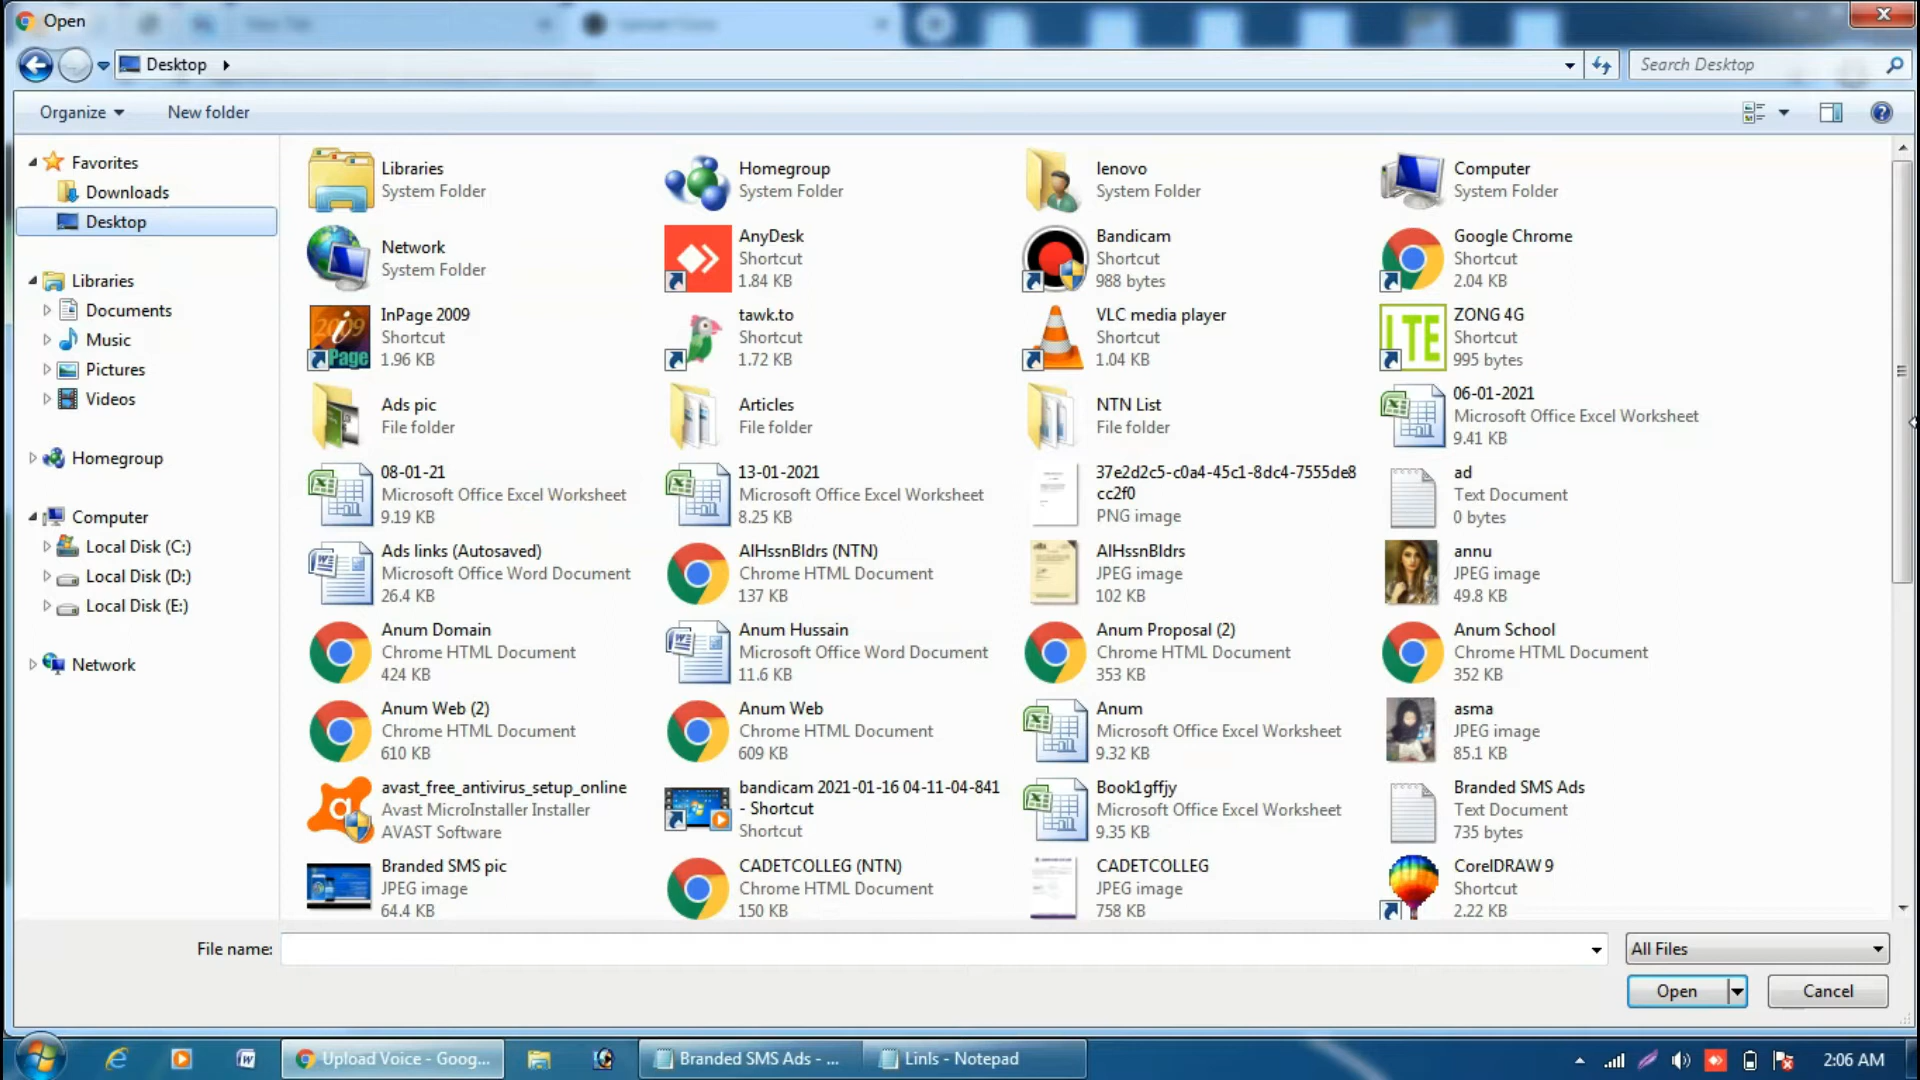 Open
Desktop
Search Desktop
Organize
New folder
Favorites
Downloads
Desktop
Libraries
Documents
Music
Pictures
Videos
Homegroup
Computer
Local Disk (C:)
Local Disk (D:)
Local Disk (E:)
Network
Libraries
System Folder
Homegroup
System Folder
lenovo
System Folder
Computer
System Folder
Network
System Folder
AnyDesk
Shortcut
1.84 KB
Bandicam
Shortcut
988 bytes
Google Chrome
Shortcut
2.04 KB
2009
iPage
InPage 2009
Shortcut
1.96 KB
tawk.to
Shortcut
1.72 KB
VLC media player
Shortcut
1.04 KB
LTE
ZONG 4G
Shortcut
995 bytes
Ads pic
File folder
Articles
File folder
NTN List
File folder
06-01-2021
Microsoft Office Excel Worksheet
9.41 KB
08-01-21
Microsoft Office Excel Worksheet
9.19 KB
13-01-2021
Microsoft Office Excel Worksheet
8.25 KB
37e2d2c5-c0a4-45c1-8dc4-7555de8
cc2f0
PNG image
ad
Text Document
0 bytes
Ads links (Autosaved)
Microsoft Office Word Document
26.4 KB
AlHssnBldrs (NTN)
Chrome HTML Document
137 KB
AlHssnBldrs
JPEG image
102 KB
annu
JPEG image
49.8 KB
Anum Domain
Chrome HTML Document
424 KB
Anum Hussain
Microsoft Office Word Document
11.6 KB
Anum Proposal (2)
Chrome HTML Document
353 KB
Anum School
Chrome HTML Document
352 KB
Anum Web (2)
Chrome HTML Document
610 KB
Anum Web
Chrome HTML Document
609 KB
Anum
Microsoft Office Excel Worksheet
9.32 KB
asma
JPEG image
85.1 KB
avast_free_antivirus_setup_online
Avast MicroInstaller Installer
AVAST Software
bandicam 2021-01-16 04-11-04-841
- Shortcut
Shortcut
Book1gffjy
Microsoft Office Excel Worksheet
9.35 KB
Branded SMS Ads
Text Document
735 bytes
Branded SMS pic
JPEG image
64.4 KB
CADETCOLLEG (NTN)
Chrome HTML Document
150 KB
CADETCOLLEG
JPEG image
758 KB
CorelDRAW 9
Shortcut
2.22 KB
File name:
All Files
Open
Cancel
Upload Voice - Goog...
Branded SMS Ads - ...
Linls - Notepad
2:06 AM